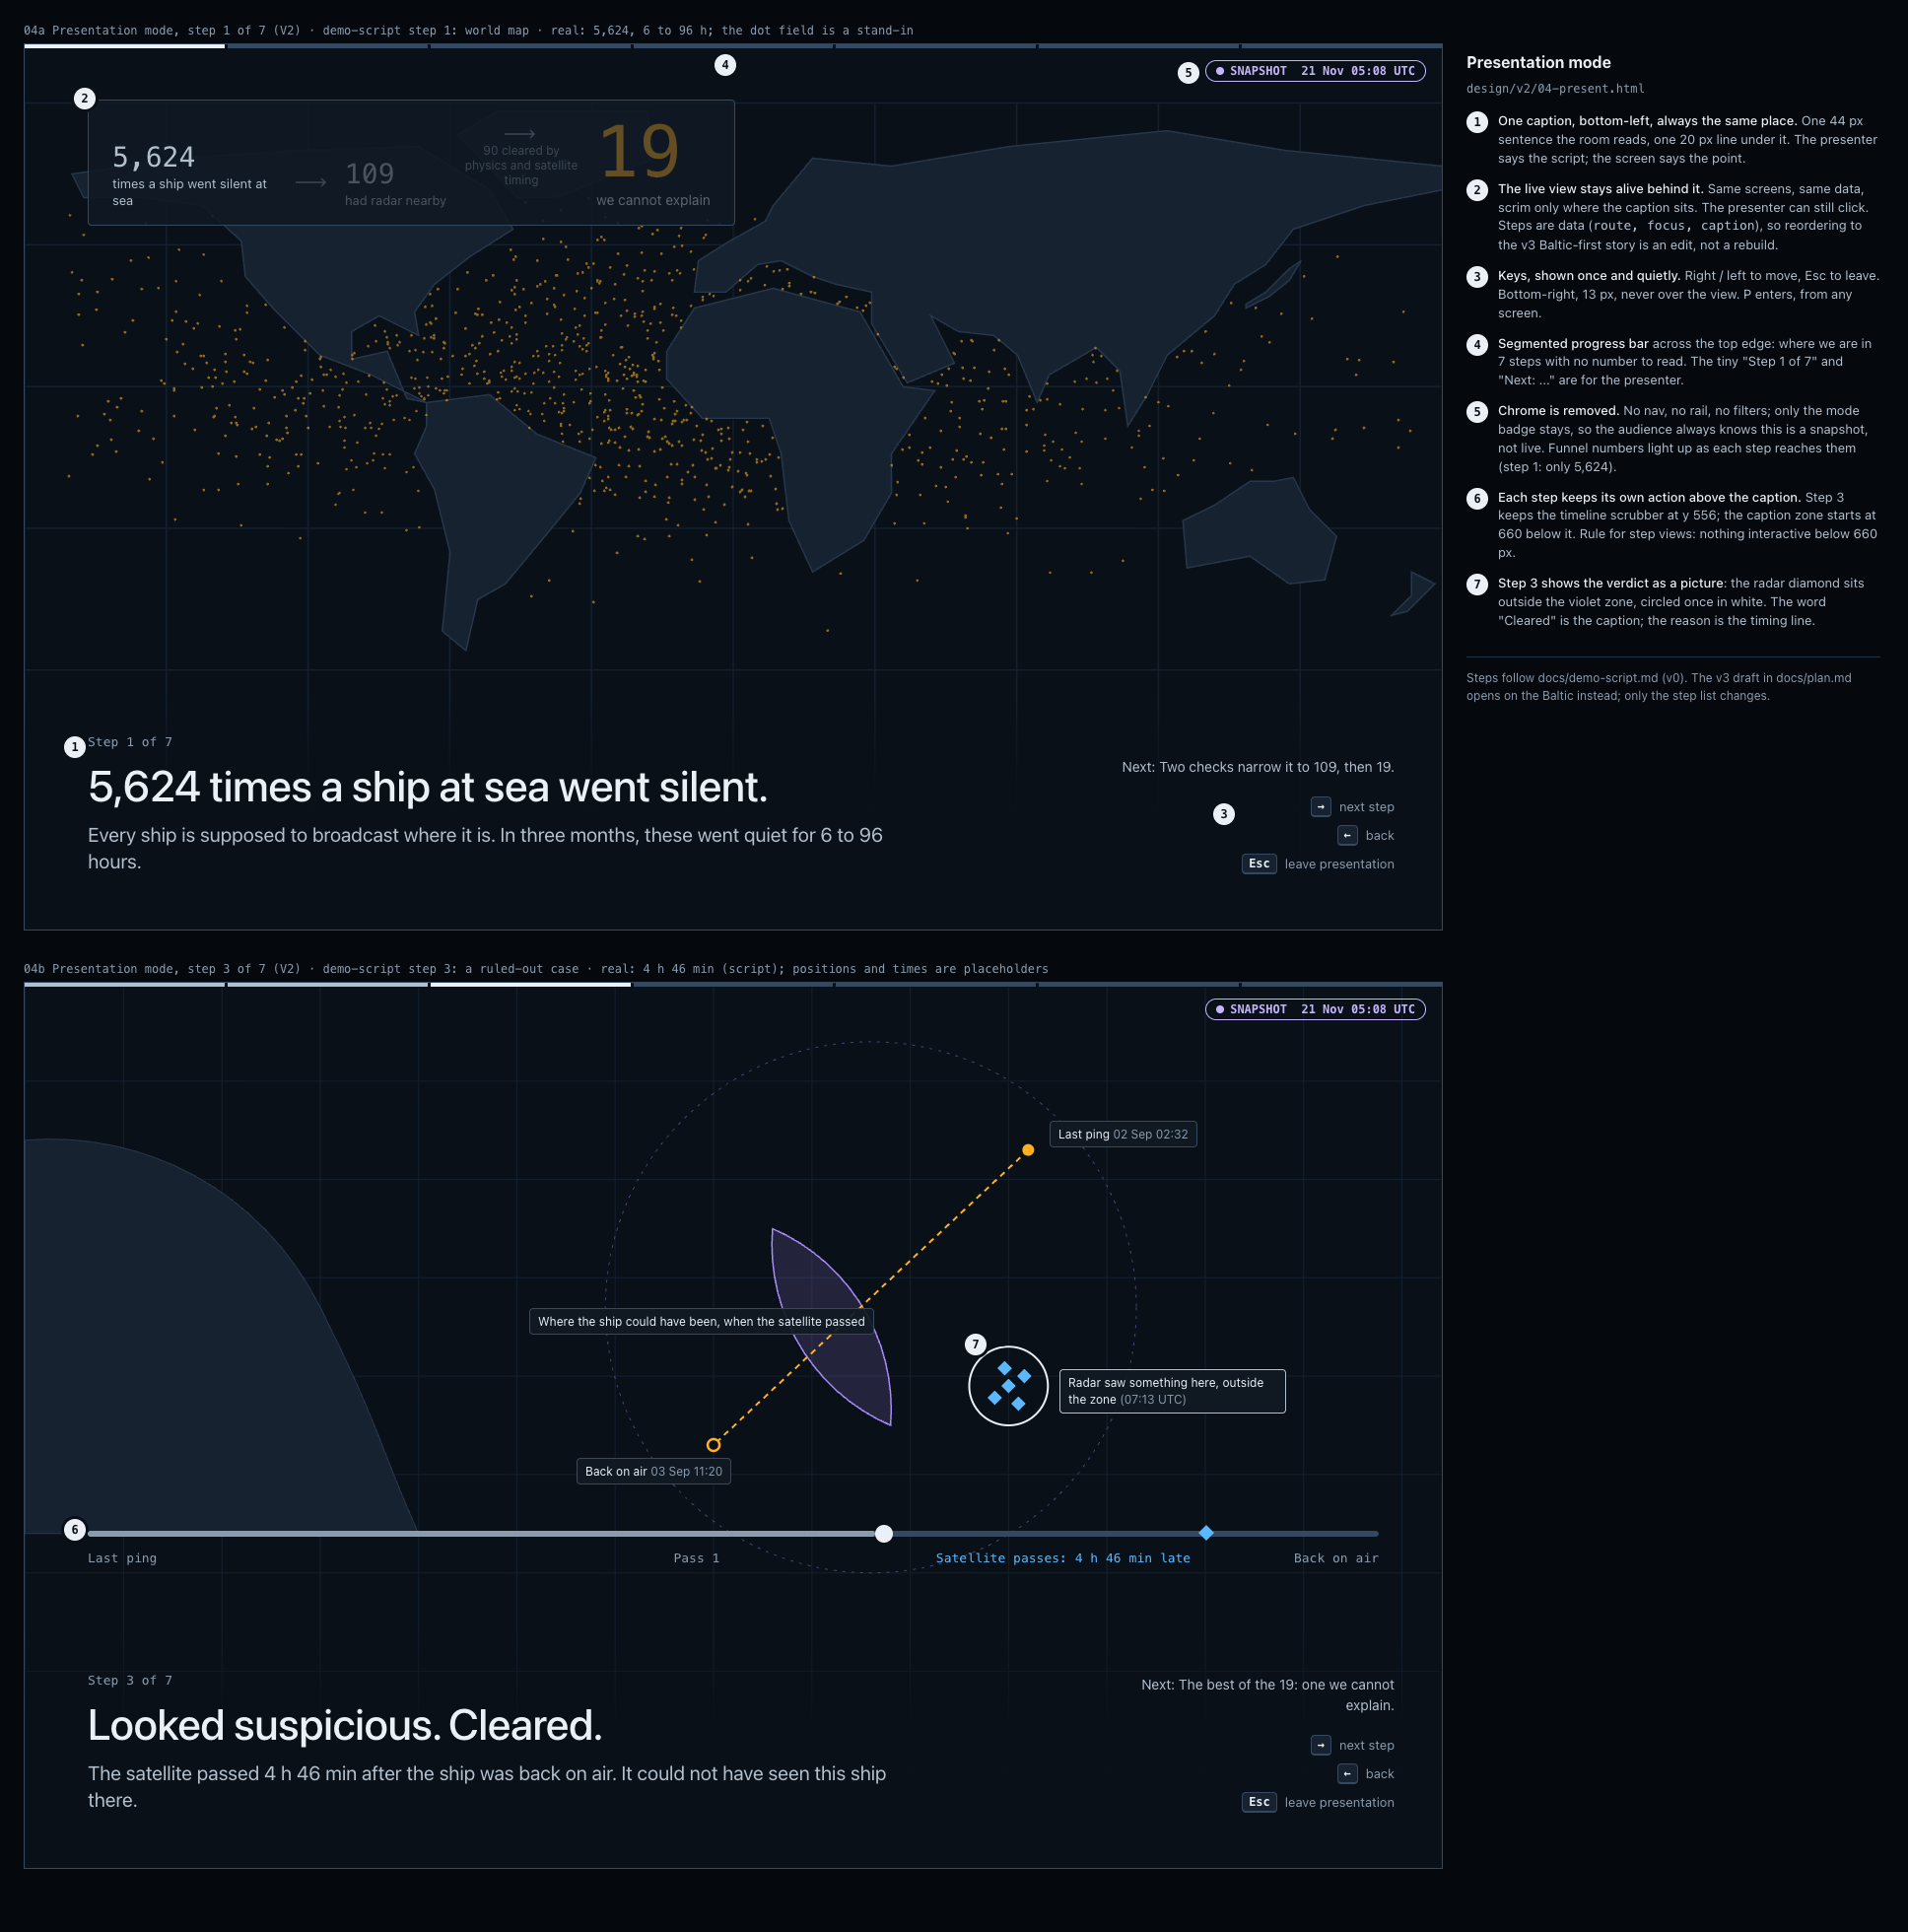 04a Presentation mode, step 1 of 7 (V2) · demo-script step 1: world map · real: 5,624, 6 to 96 h; the dot field is a stand-in
4
5
SNAPSHOT 21 Nov 05:08 UTC
2
5,624
times a ship went silent at
sea
109
had radar nearby
90 cleared by
physics and satellite
timing
19
we cannot explain
1
Step 1 of 7
5,624 times a ship at sea went silent.
Every ship is supposed to broadcast where it is. In three months, these went quiet for 6 to 96
hours.
Next: Two checks narrow it to 109, then 19.
3
→ next step
← back
Esc leave presentation
04b Presentation mode, step 3 of 7 (V2) · demo-script step 3: a ruled-out case · real: 4 h 46 min (script); positions and times are placeholders
SNAPSHOT 21 Nov 05:08 UTC
Last ping 02 Sep 02:32
Where the ship could have been, when the satellite passed
7
Radar saw something here, outside
the zone (07:13 UTC)
Back on air 03 Sep 11:20
6
Last ping
Pass 1
Satellite passes: 4 h 46 min late
Back on air
Step 3 of 7
Looked suspicious. Cleared.
The satellite passed 4 h 46 min after the ship was back on air. It could not have seen this ship
there.
Next: The best of the 19: one we cannot
explain.
→ next step
← back
Esc leave presentation
Presentation mode
design/v2/04-present.html
1 One caption, bottom-left, always the same place. One 44 px
sentence the room reads, one 20 px line under it. The presenter
says the script; the screen says the point.
2 The live view stays alive behind it. Same screens, same data,
scrim only where the caption sits. The presenter can still click.
Steps are data (route, focus, caption), so reordering to
the v3 Baltic-first story is an edit, not a rebuild.
3 Keys, shown once and quietly. Right / left to move, Esc to leave.
Bottom-right, 13 px, never over the view. P enters, from any
screen.
4 Segmented progress bar across the top edge: where we are in
7 steps with no number to read. The tiny "Step 1 of 7" and
"Next: ..." are for the presenter.
5 Chrome is removed. No nav, no rail, no filters; only the mode
badge stays, so the audience always knows this is a snapshot,
not live. Funnel numbers light up as each step reaches them
(step 1: only 5,624).
6 Each step keeps its own action above the caption. Step 3
keeps the timeline scrubber at y 556; the caption zone starts at
660 below it. Rule for step views: nothing interactive below 660
px.
7 Step 3 shows the verdict as a picture: the radar diamond sits
outside the violet zone, circled once in white. The word
"Cleared" is the caption; the reason is the timing line.
Steps follow docs/demo-script.md (v0). The v3 draft in docs/plan.md
opens on the Baltic instead; only the step list changes.